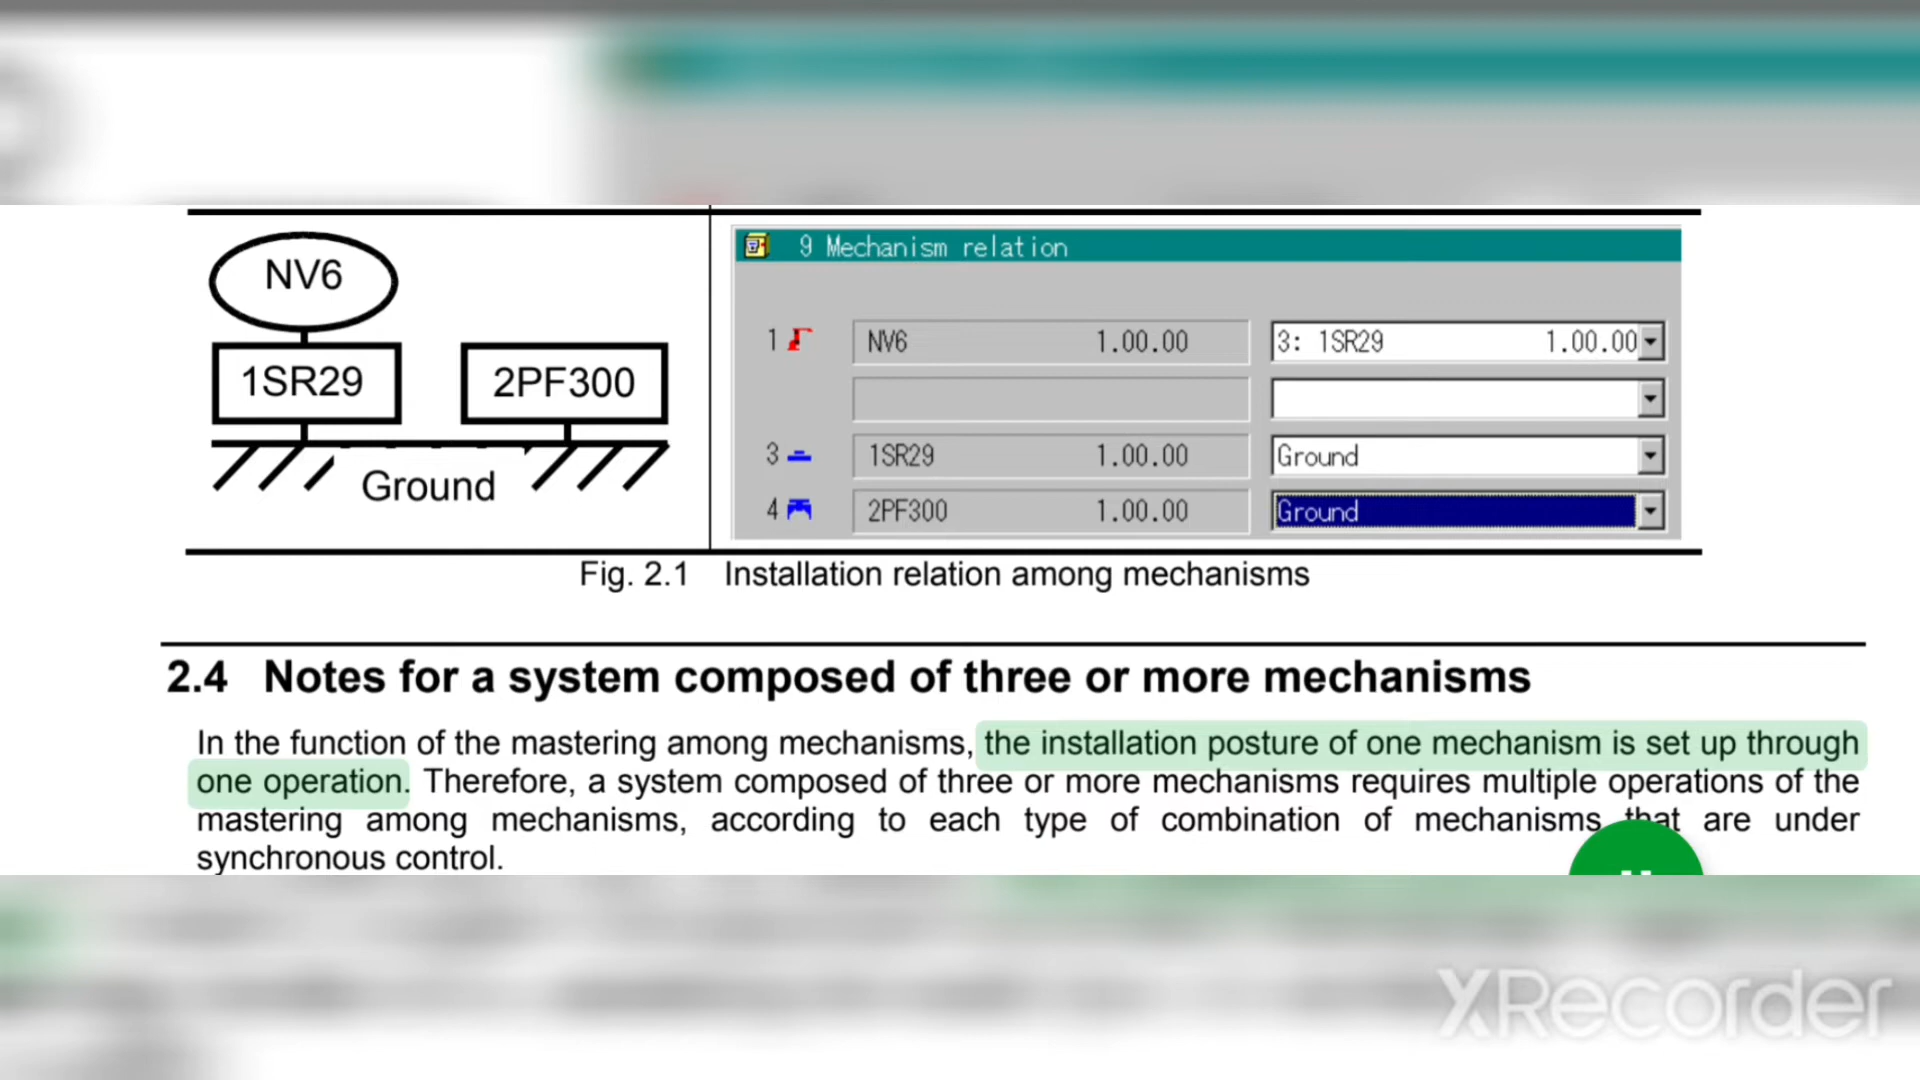 NV6
1SR29
2PF300
Ground
9 Mechanism relation
1 NV6 1.00.00 3: 1SR29 1.00.00
3 1SR29 1.00.00 Ground
4 2PF300 1.00.00 Ground
Fig. 2.1 Installation relation among mechanisms
2.4 Notes for a system composed of three or more mechanisms
In the function of the mastering among mechanisms, the installation posture of one mechanism is set up through
one operation. Therefore, a system composed of three or more mechanisms requires multiple operations of the
mastering among mechanisms, according to each type of combination of mechanisms that are under
synchronous control.
XRecorder